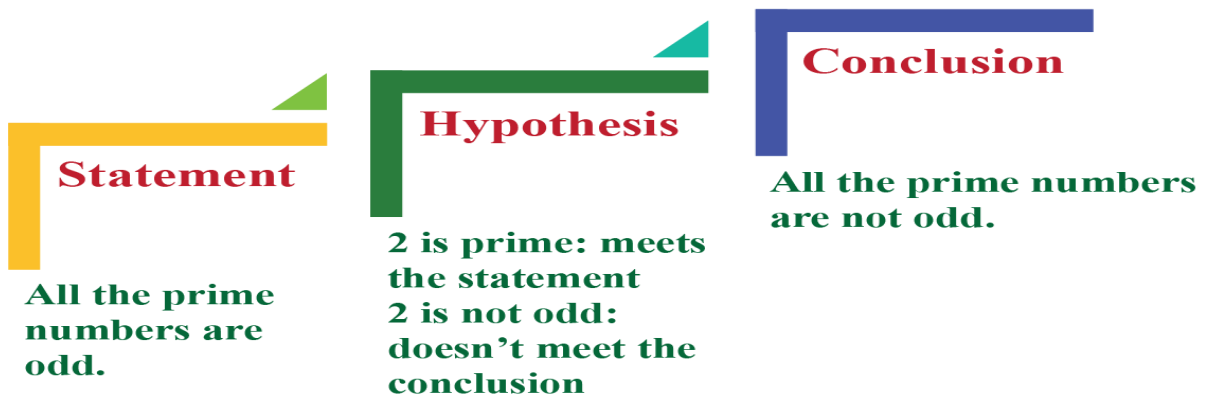 Statement
All the prime
numbers are
odd.
Hypothesis
2 is prime: meets
the statement
2 is not odd:
doesn’t meet the
conclusion
Conclusion
All the prime numbers
are not odd.